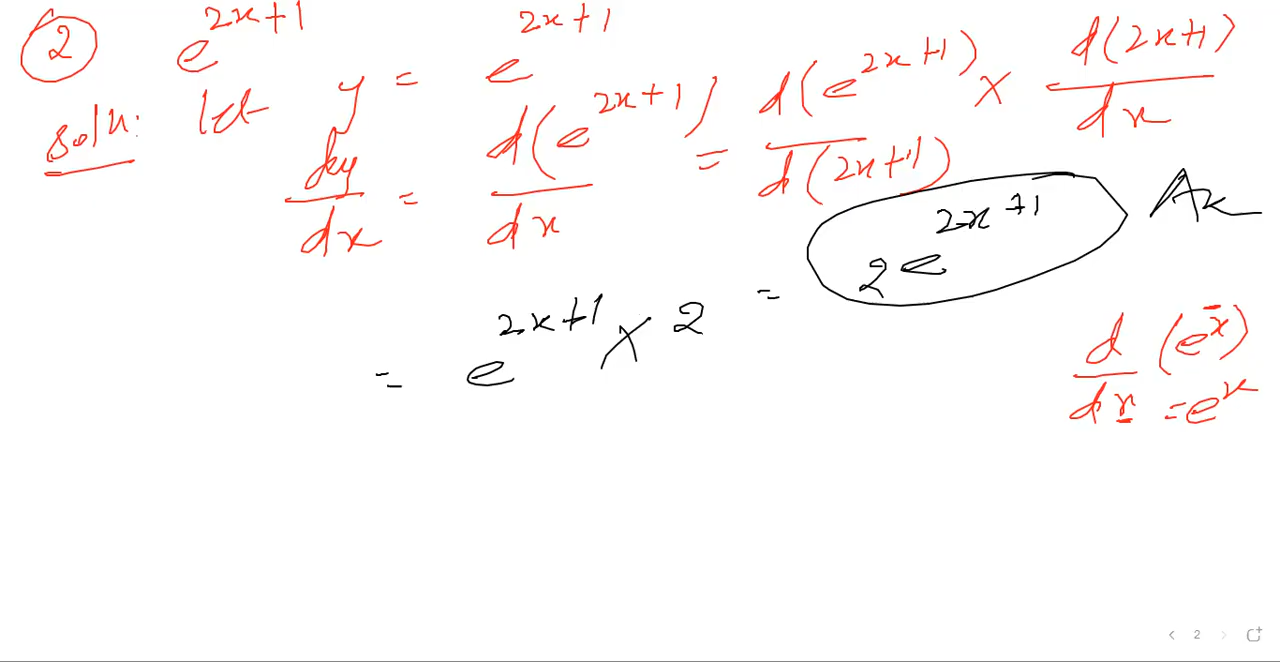 ② e^{2x+1}
Soln: let y = e^{2x+1}
dy/dx = d(e^{2x+1})/dx = d(e^{2x+1})/d(2x+1) × d(2x+1)/dx
= e^{2x+1} × 2 = 2e^{2x+1}
d/dx (e^x) = e^x
2